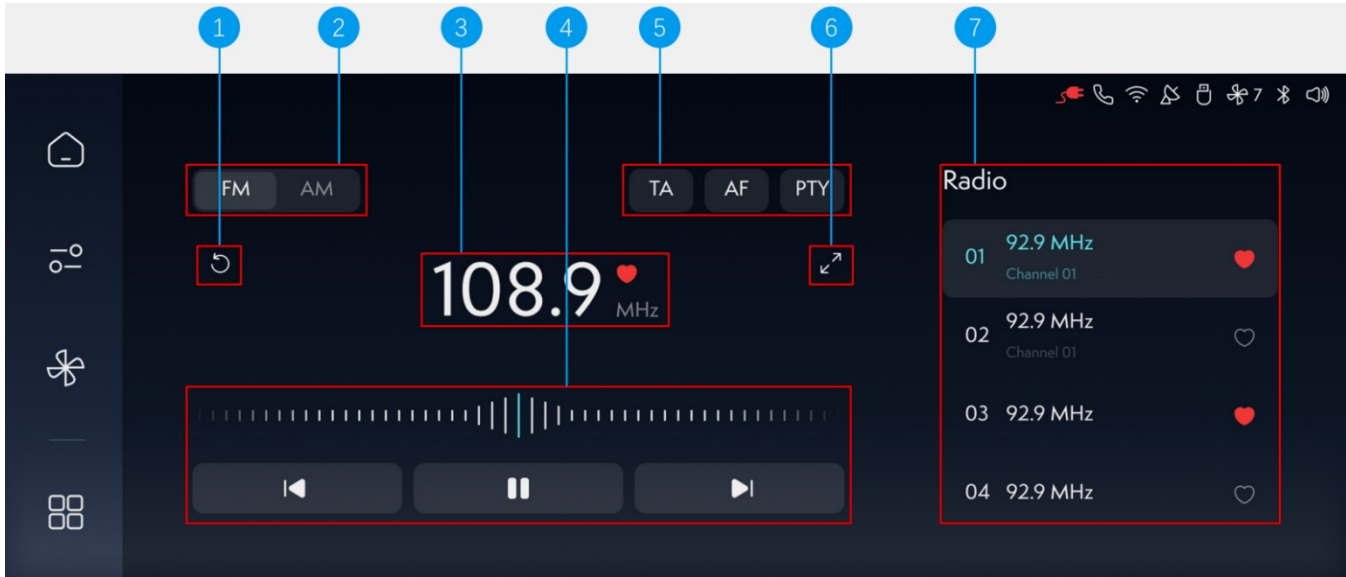 1 2 3 4 5 6 7
7
FM AM
TA AF PTY
108.9 MHz
Radio
01 92.9 MHz
Channel 01
02 92.9 MHz
Channel 01
03 92.9 MHz
04 92.9 MHz